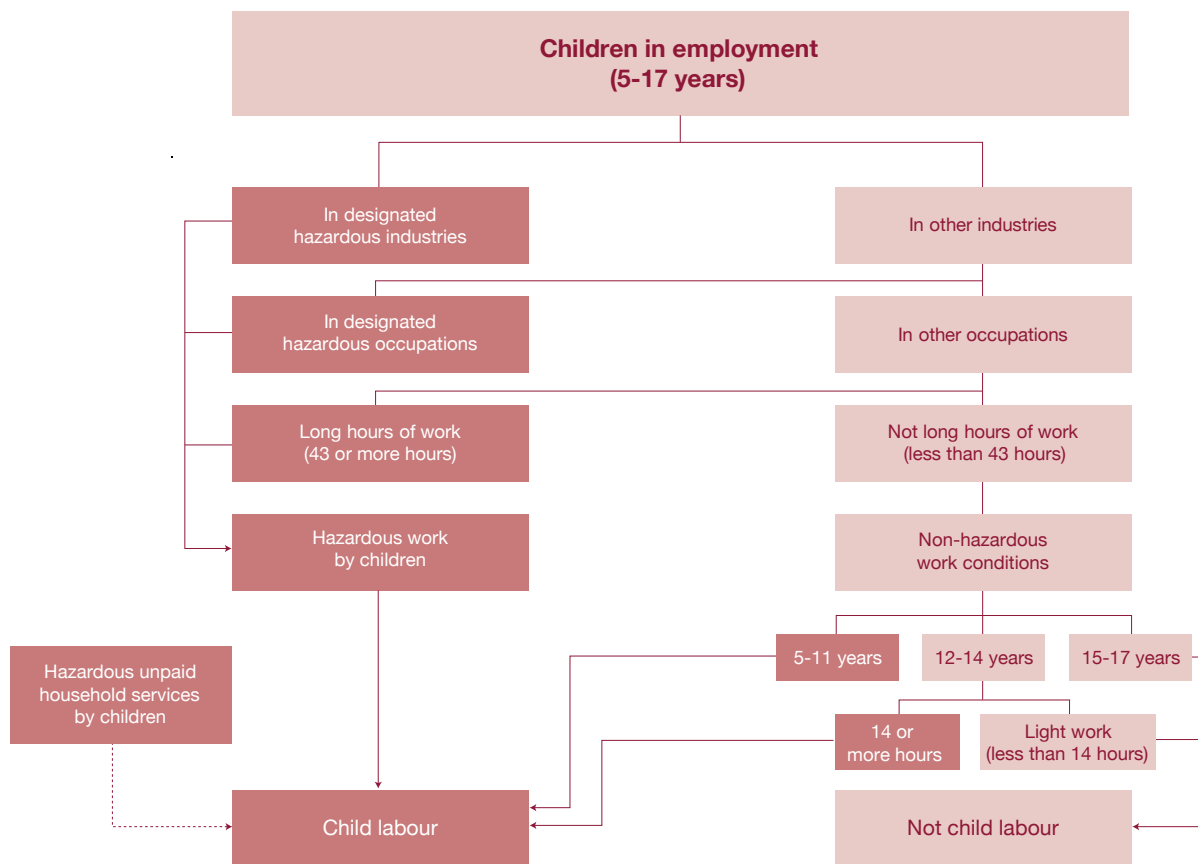 Children in employment
(5-17 years)
In designated
hazardous industries
In other industries
In designated
hazardous occupations
In other occupations
Long hours of work
(43 or more hours)
Not long hours of work
(less than 43 hours)
Hazardous work
by children
Non-hazardous
work conditions
5-11 years
12-14 years
15-17 years
Hazardous unpaid
household services
by children
14 or
more hours
Light work
(less than 14 hours)
Child labour
Not child labour